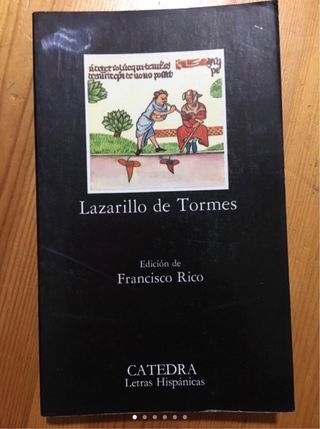 Lazarillo de Tormes
Edición de
Francisco Rico
CATEDRA
Letras Hispánicas